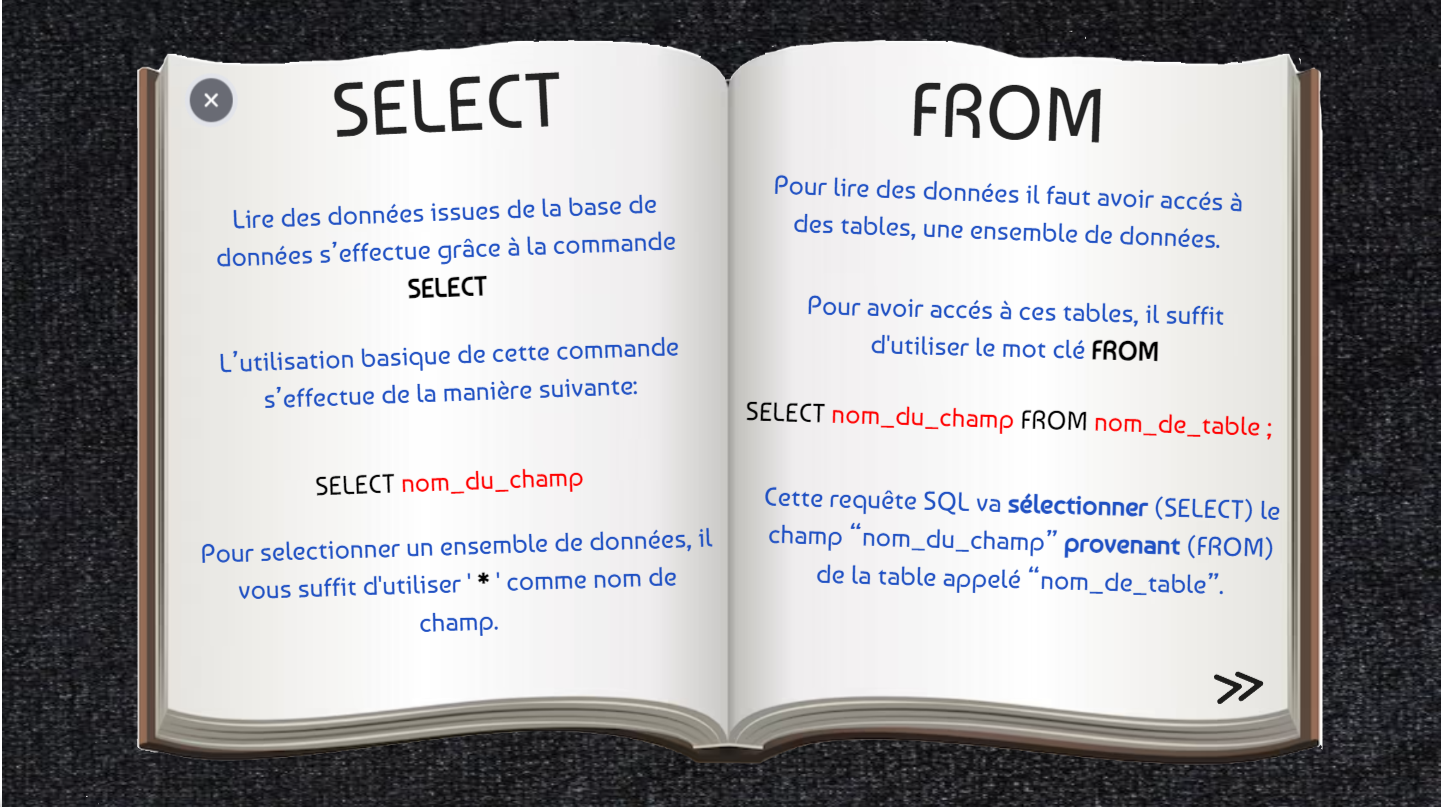 SELECT
Lire des données issues de la base de
données s’effectue grâce à la commande
SELECT
L’utilisation basique de cette commande
s’effectue de la manière suivante:
SELECT nom_du_champ
Pour selectionner un ensemble de données, il
vous suffit d'utiliser ' * ' comme nom de
champ.
FROM
Pour lire des données il faut avoir accés à
des tables, une ensemble de données.
Pour avoir accés à ces tables, il suffit
d'utiliser le mot clé FROM
SELECT nom_du_champ FROM nom_de_table ;
Cette requête SQL va sélectionner (SELECT) le
champ “nom_du_champ” provenant (FROM)
de la table appelé “nom_de_table”.